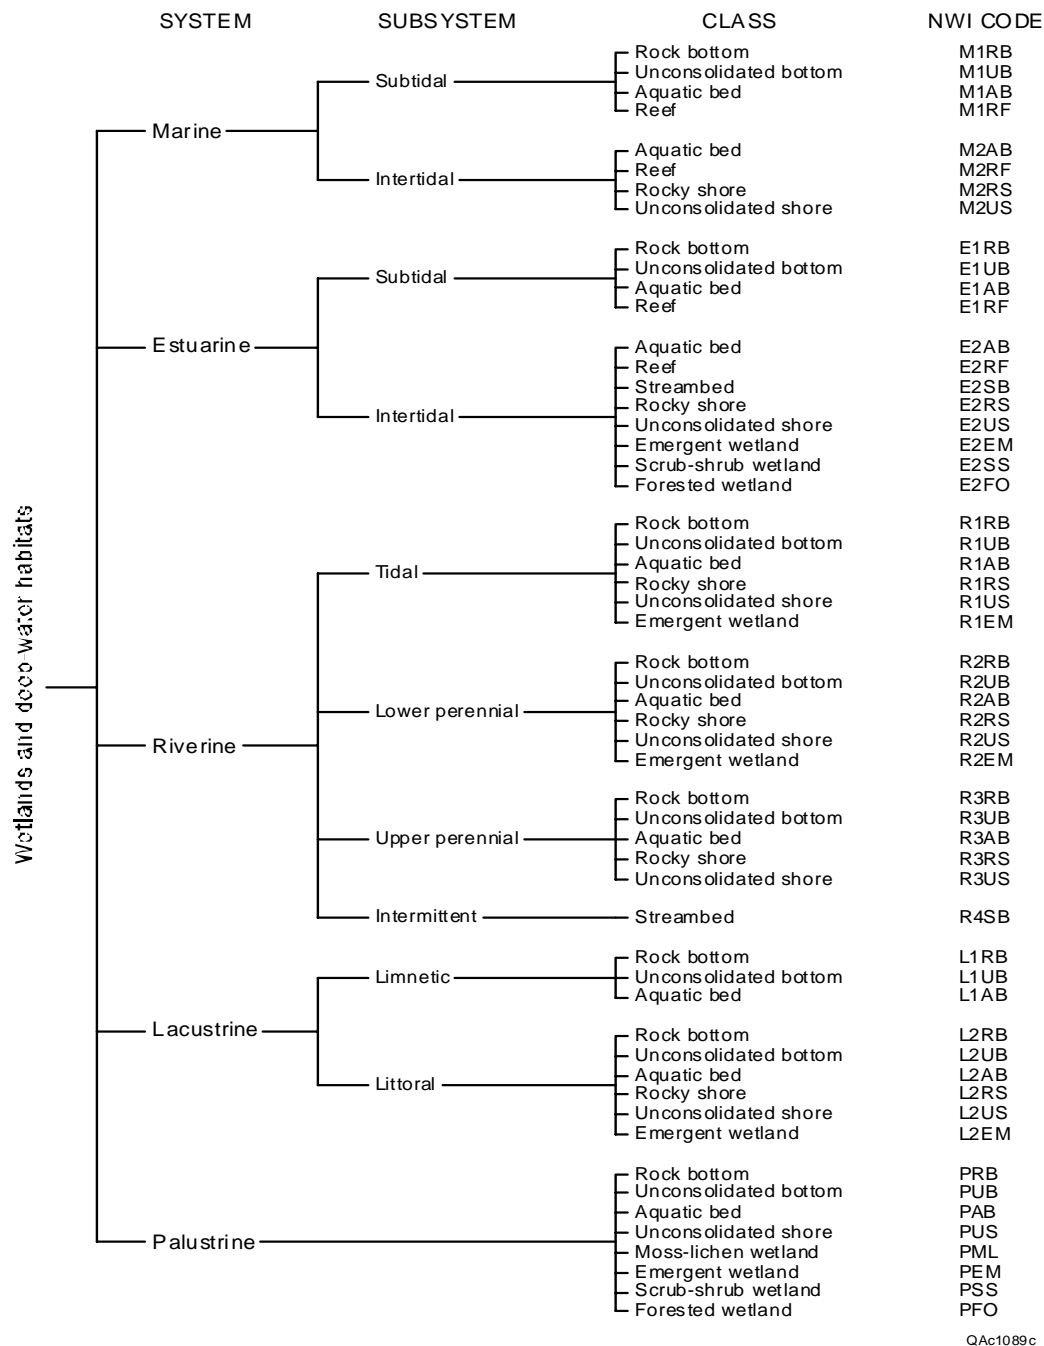 SYSTEM SUBSYSTEM CLASS NWI CODE
Rock bottom M1RB
Unconsolidated bottom M1UB
Subtidal
Aquatic bed M1AB
Reef M1RF
Marine
Aquatic bed M2AB
Reef M2RF
Intertidal
Rocky shore M2RS
Unconsolidated shore M2US
Rock bottom E1RB
Unconsolidated bottom E1UB
Subtidal
Aquatic bed E1AB
Reef E1RF
Estuarine
Aquatic bed E2AB
Reef E2RF
Streambed E2SB
Rocky shore E2RS
Intertidal
Unconsolidated shore E2US
Emergent wetland E2EM
Scrub-shrub wetland E2SS
Forested wetland E2FO
Wetlands and deep-water habitats
Rock bottom R1RB
Unconsolidated bottom R1UB
Aquatic bed R1AB
Tidal
Rocky shore R1RS
Unconsolidated shore R1US
Emergent wetland R1EM
Rock bottom R2RB
Unconsolidated bottom R2UB
Aquatic bed R2AB
Lower perennial
Rocky shore R2RS
Unconsolidated shore R2US
Riverine
Emergent wetland R2EM
Rock bottom R3RB
Unconsolidated bottom R3UB
Upper perennial Aquatic bed R3AB
Rocky shore R3RS
Unconsolidated shore R3US
Intermittent Streambed R4SB
Rock bottom L1RB
Limnetic Unconsolidated bottom L1UB
Aquatic bed L1AB
Lacustrine
Rock bottom L2RB
Unconsolidated bottom L2UB
Aquatic bed L2AB
Littoral
Rocky shore L2RS
Unconsolidated shore L2US
Emergent wetland L2EM
Rock bottom PRB
Unconsolidated bottom PUB
Aquatic bed PAB
Unconsolidated shore PUS
Palustrine
Moss-lichen wetland PML
Emergent wetland PEM
Scrub-shrub wetland PSS
Forested wetland PFO
QAc1089c